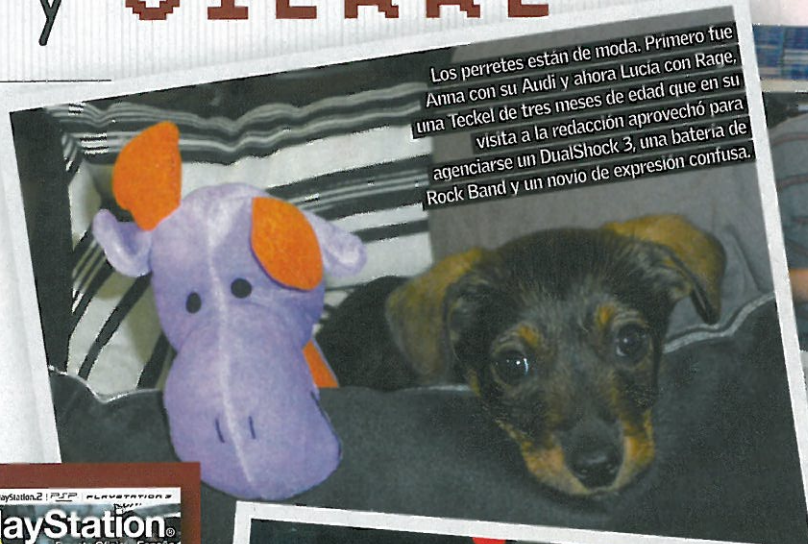 y CIERRE
Los perretes están de moda. Primero fue
Anna con su Audi y ahora Lucía con Rage,
una Teckel de tres meses de edad que en su
visita a la redacción aprovechó para
agenciarse un DualShock 3, una batería de
Rock Band y un novio de expresión confusa.
PlayStation.2 PSP PLAYSTATION 3
PlayStation®